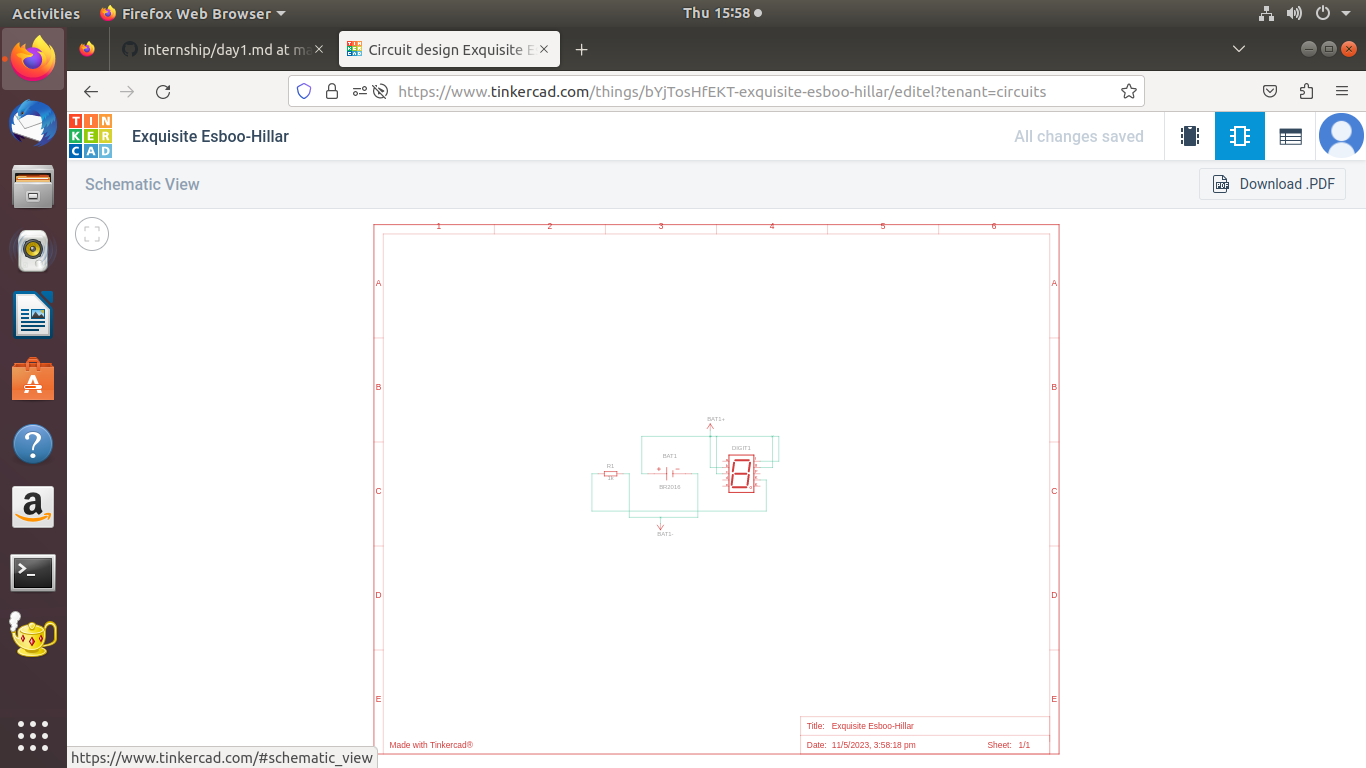 Activities
Firefox Web Browser
Thu 15:58
internship/day1.md at ma
Circuit design Exquisite E
https://www.tinkercad.com/things/bYjTosHfEKT-exquisite-esboo-hillar/editel?tenant=circuits
TIN
KER
CAD
Exquisite Esboo-Hillar
All changes saved
Schematic View
PDF
Download .PDF
1 2 3 4 5 6
A A
B B
BAT1+
DIGIT1
BAT1
R1
BR2016
C C
BAT1-
D D
E E
Title: Exquisite Esboo-Hillar
Made with Tinkercad®
Date: 11/5/2023, 3:58:18 pm
Sheet: 1/1
https://www.tinkercad.com/#schematic_view